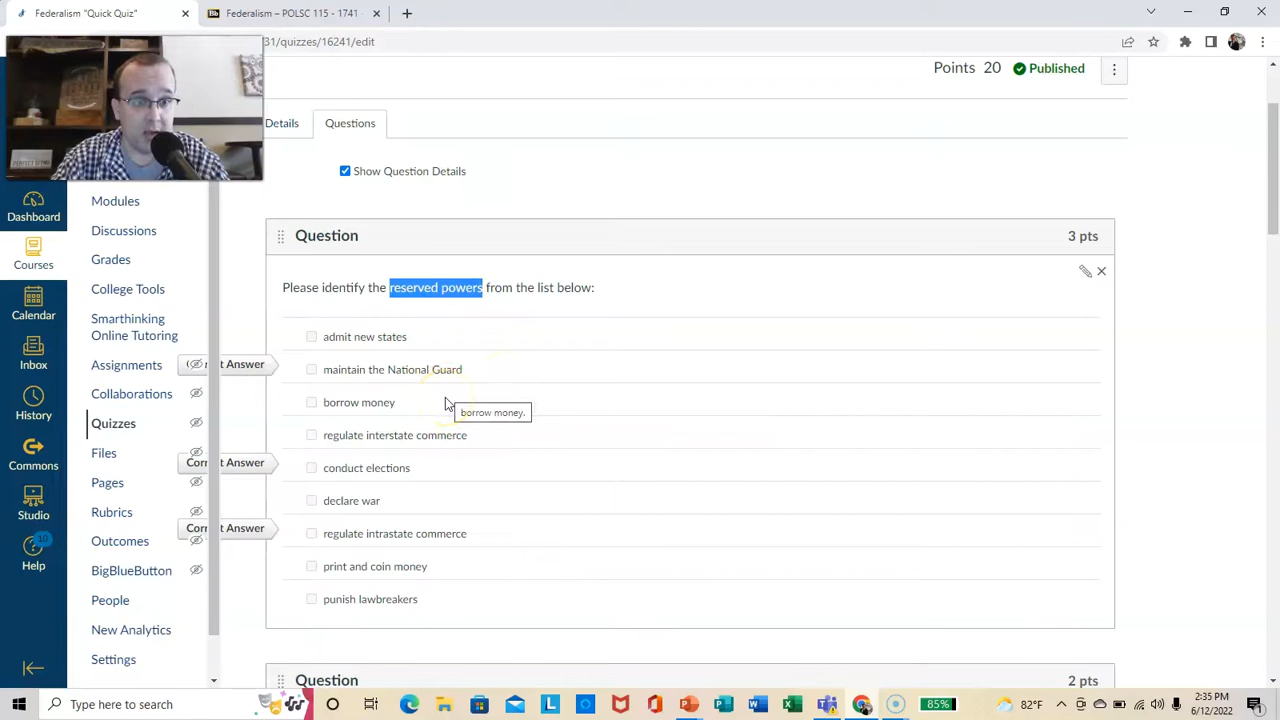 Federalism "Quick Quiz"
Federalism – POLSC 115 - 1741
31/quizzes/16241/edit
Points 20 Published
Details
Questions
Show Question Details
PERFECT
Dashboard
Courses
Calendar
Inbox
History
Commons
Studio
10
Help
Modules
Discussions
Grades
College Tools
Smarthinking
Online Tutoring
Assignments
Collaborations
Quizzes
Files
Pages
Rubrics
Outcomes
BigBlueButton
People
New Analytics
Settings
Question 3 pts
Please identify the reserved powers from the list below:
admit new states
Answer
maintain the National Guard
borrow money
borrow money.
regulate interstate commerce
Answer
conduct elections
declare war
Answer
regulate intrastate commerce
print and coin money
punish lawbreakers
Question 2 pts
Type here to search
85%
82°
2:35 PM
6/12/2022